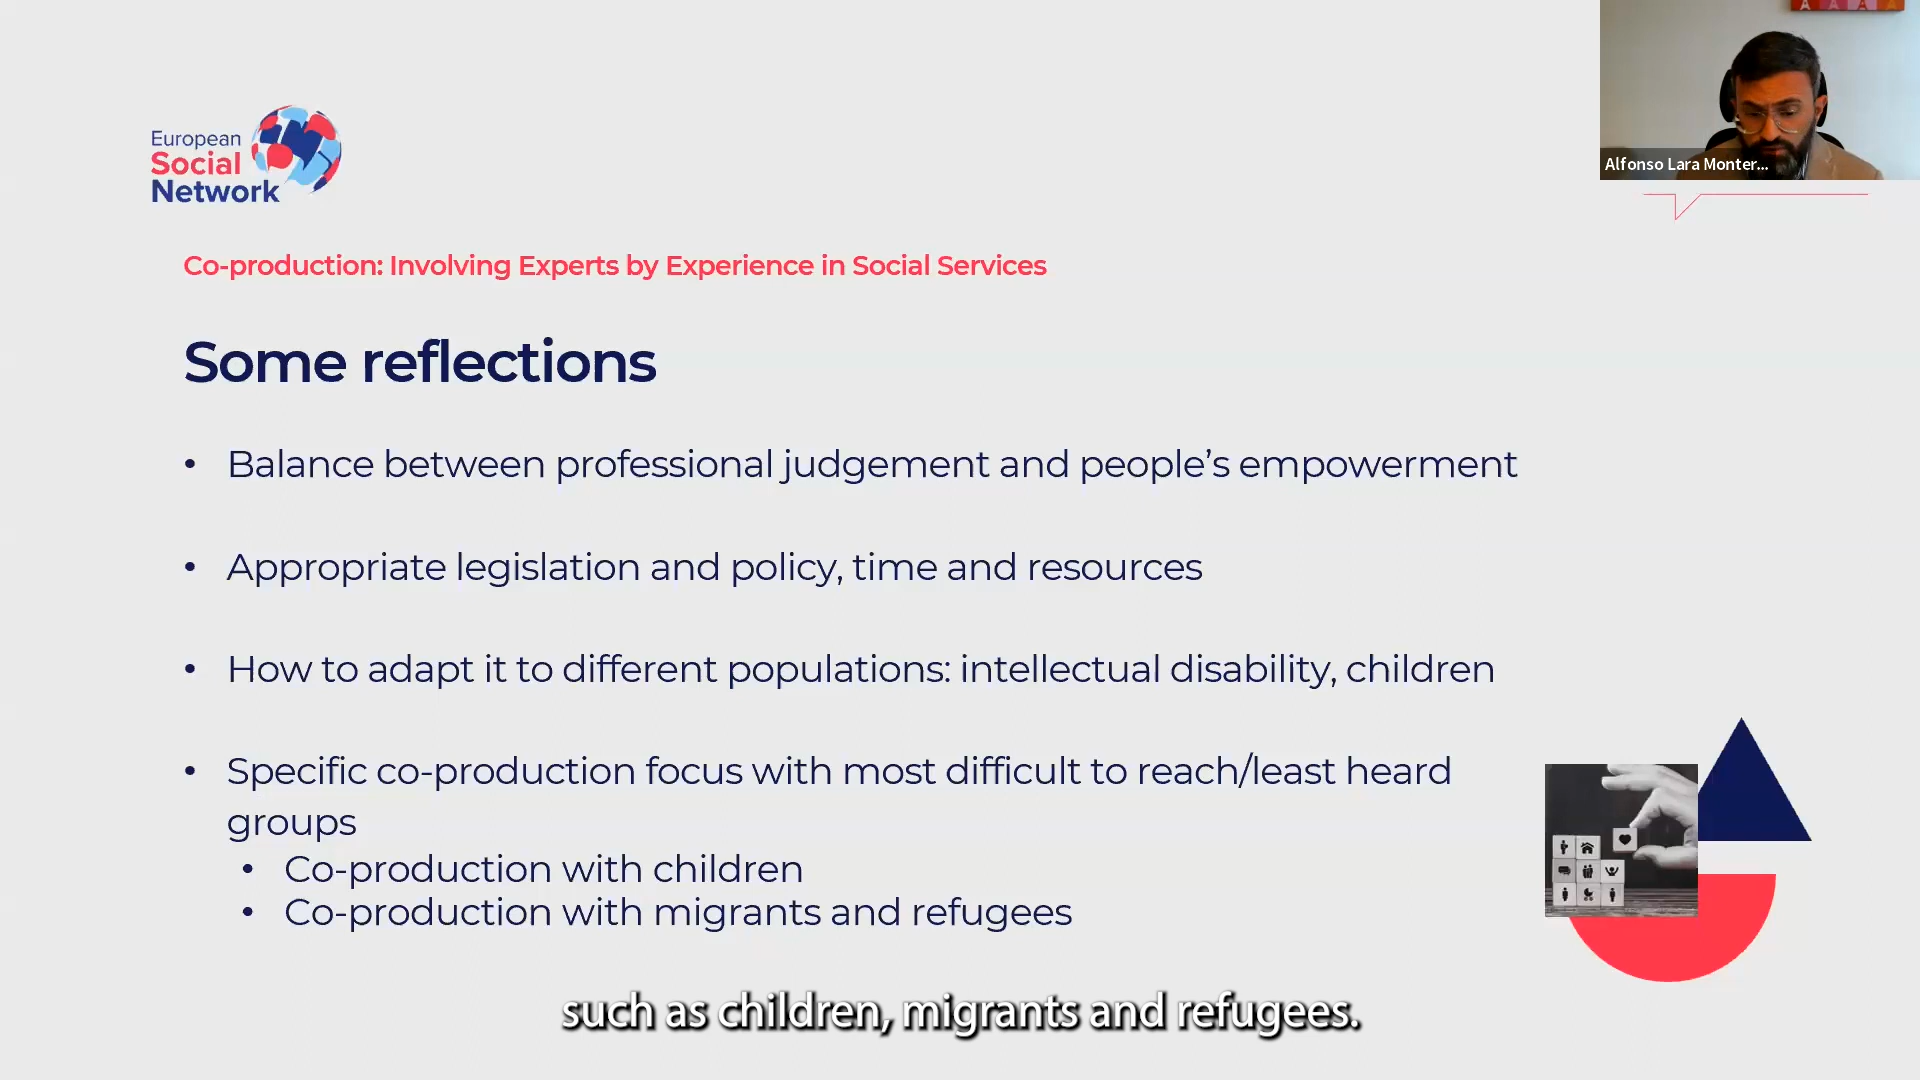 European
Social
Network
Alfonso Lara Monter...
Co-production: Involving Experts by Experience in Social Services
Some reflections
• Balance between professional judgement and people’s empowerment
• Appropriate legislation and policy, time and resources
• How to adapt it to different populations: intellectual disability, children
• Specific co-production focus with most difficult to reach/least heard
groups
• Co-production with children
• Co-production with migrants and refugees
such as children, migrants and refugees.